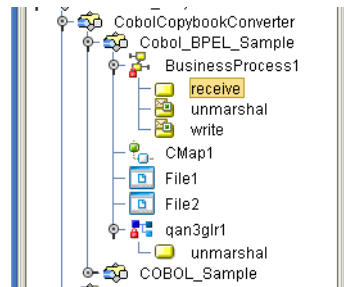 CobolCopybookConverter
Cobol_BPEL_Sample
BusinessProcess1
receive
unmarshal
write
CMap1
File1
File2
qan3glr1
unmarshal
COBOL_Sample